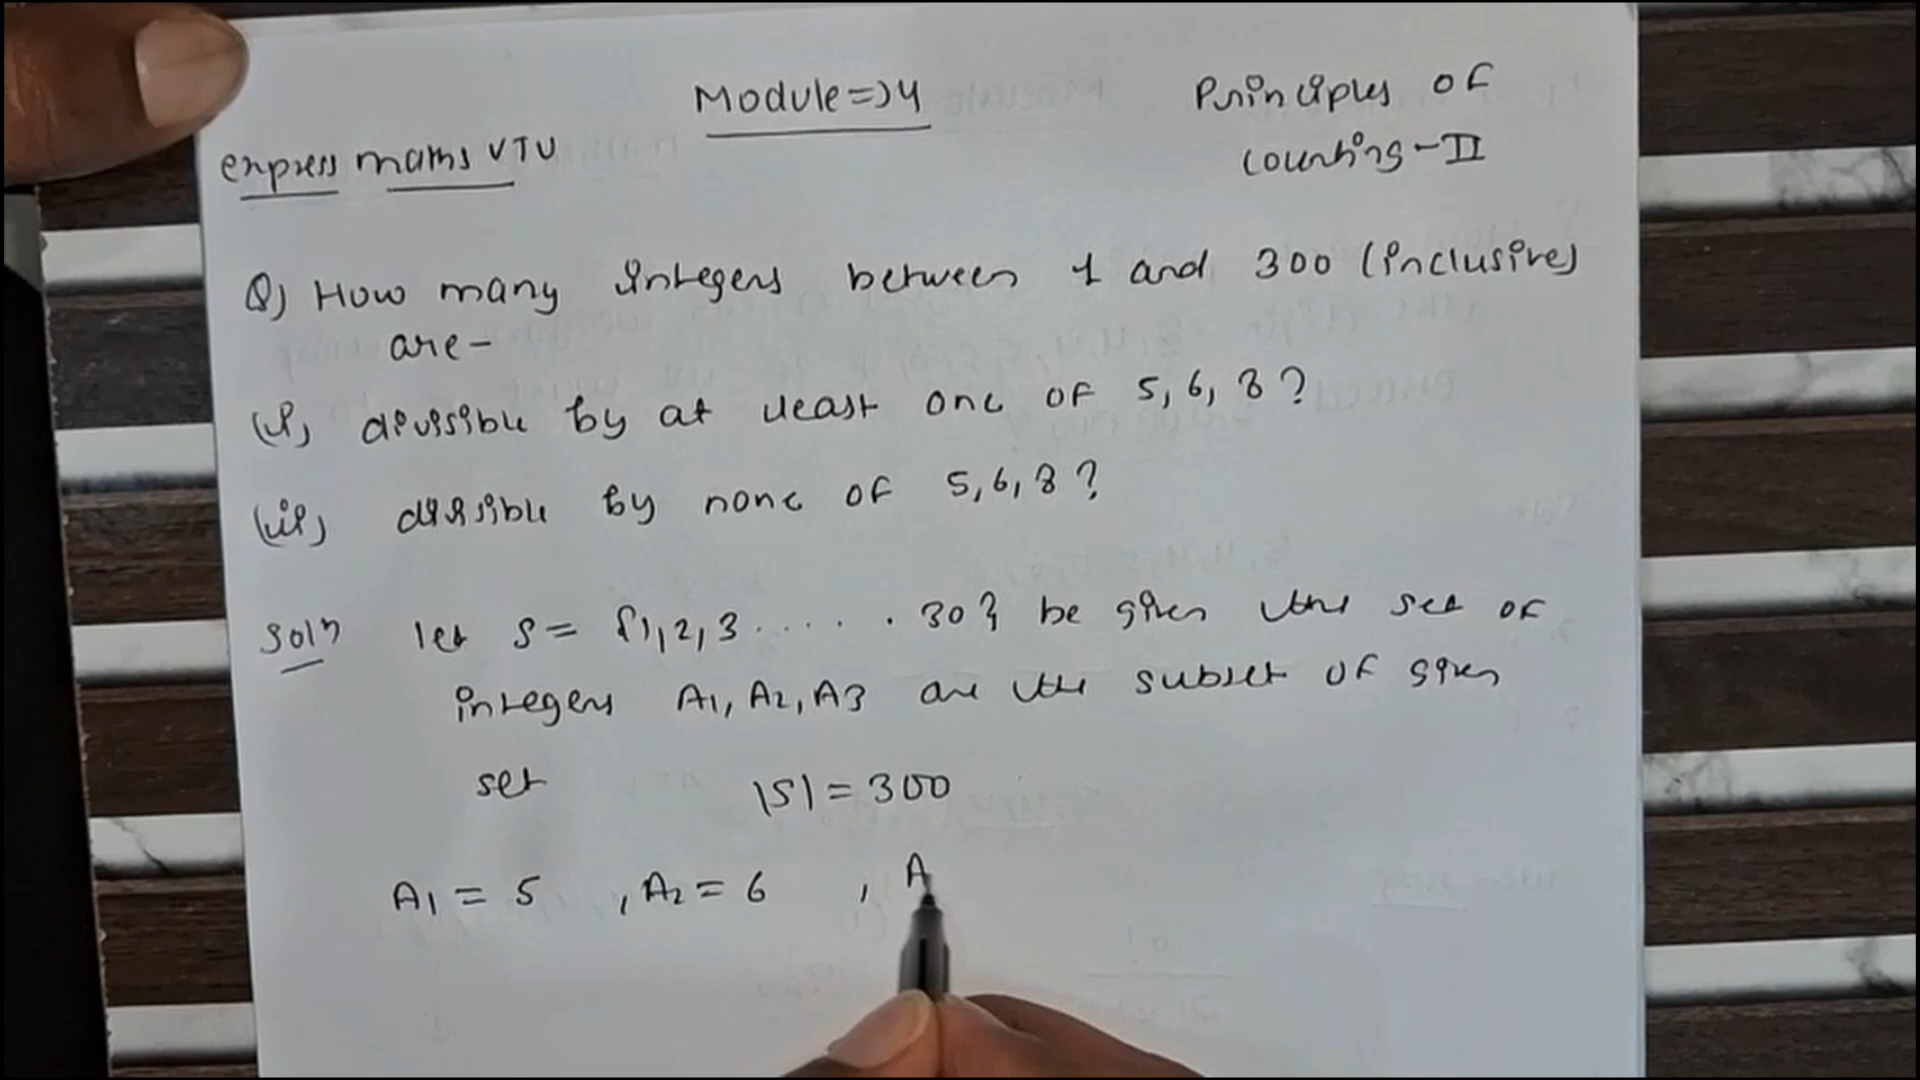 Module => 4
Principles of
counting - II
express maths VTU
Q) How many integers between 1 and 300 (inclusive)
are -
(i) divisible by at least one of 5, 6, 8?
(ii) divisible by none of 5, 6, 8?
Soln let S = {1, 2, 3 ...... 30} be given the set of
integers A1, A2, A3 are the subset of given
set |S| = 300
A1 = 5 , A2 = 6 , A